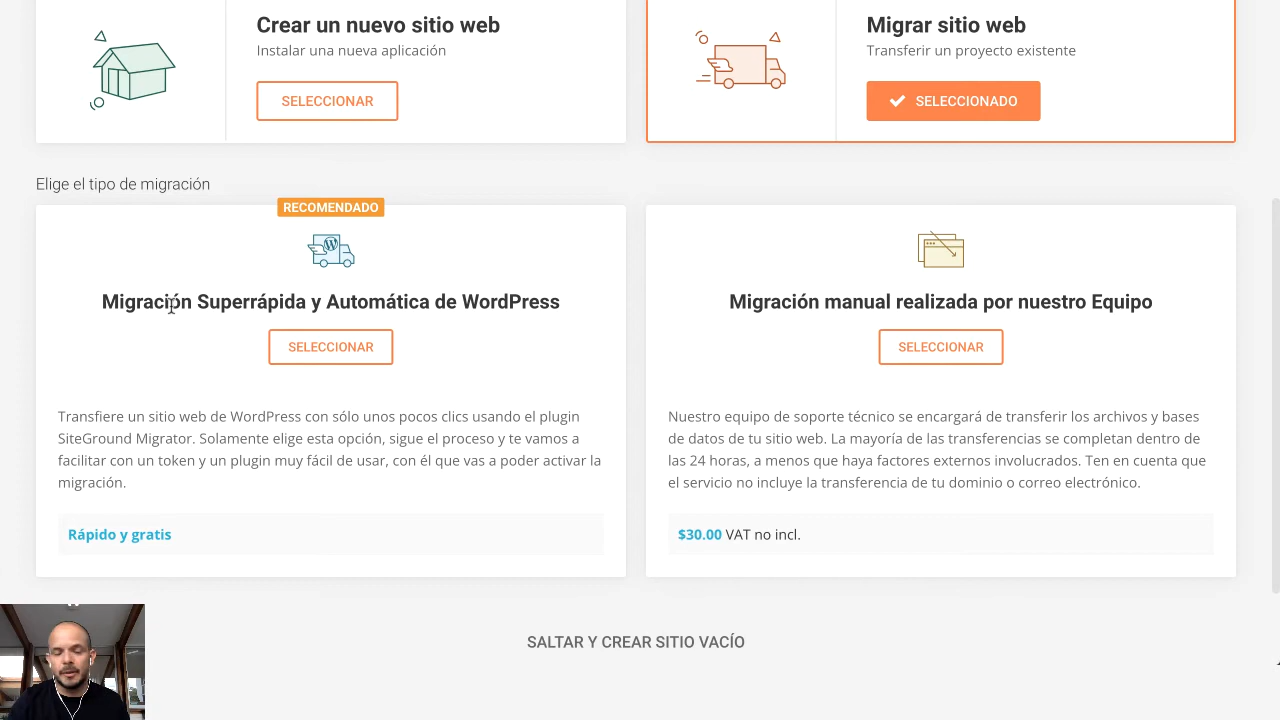 Crear un nuevo sitio web
Instalar una nueva aplicación
SELECCIONAR
Migrar sitio web
Transferir un proyecto existente
SELECCIONADO
Elige el tipo de migración
RECOMENDADO
Migración Superrápida y Automática de WordPress
SELECCIONAR
Transfiere un sitio web de WordPress con sólo unos pocos clics usando el plugin
SiteGround Migrator. Solamente elige esta opción, sigue el proceso y te vamos a
facilitar con un token y un plugin muy fácil de usar, con él que vas a poder activar la
migración.
Rápido y gratis
Migración manual realizada por nuestro Equipo
SELECCIONAR
Nuestro equipo de soporte técnico se encargará de transferir los archivos y bases
de datos de tu sitio web. La mayoría de las transferencias se completan dentro de
las 24 horas, a menos que haya factores externos involucrados. Ten en cuenta que
el servicio no incluye la transferencia de tu dominio o correo electrónico.
$30.00 VAT no incl.
SALTAR Y CREAR SITIO VACÍO